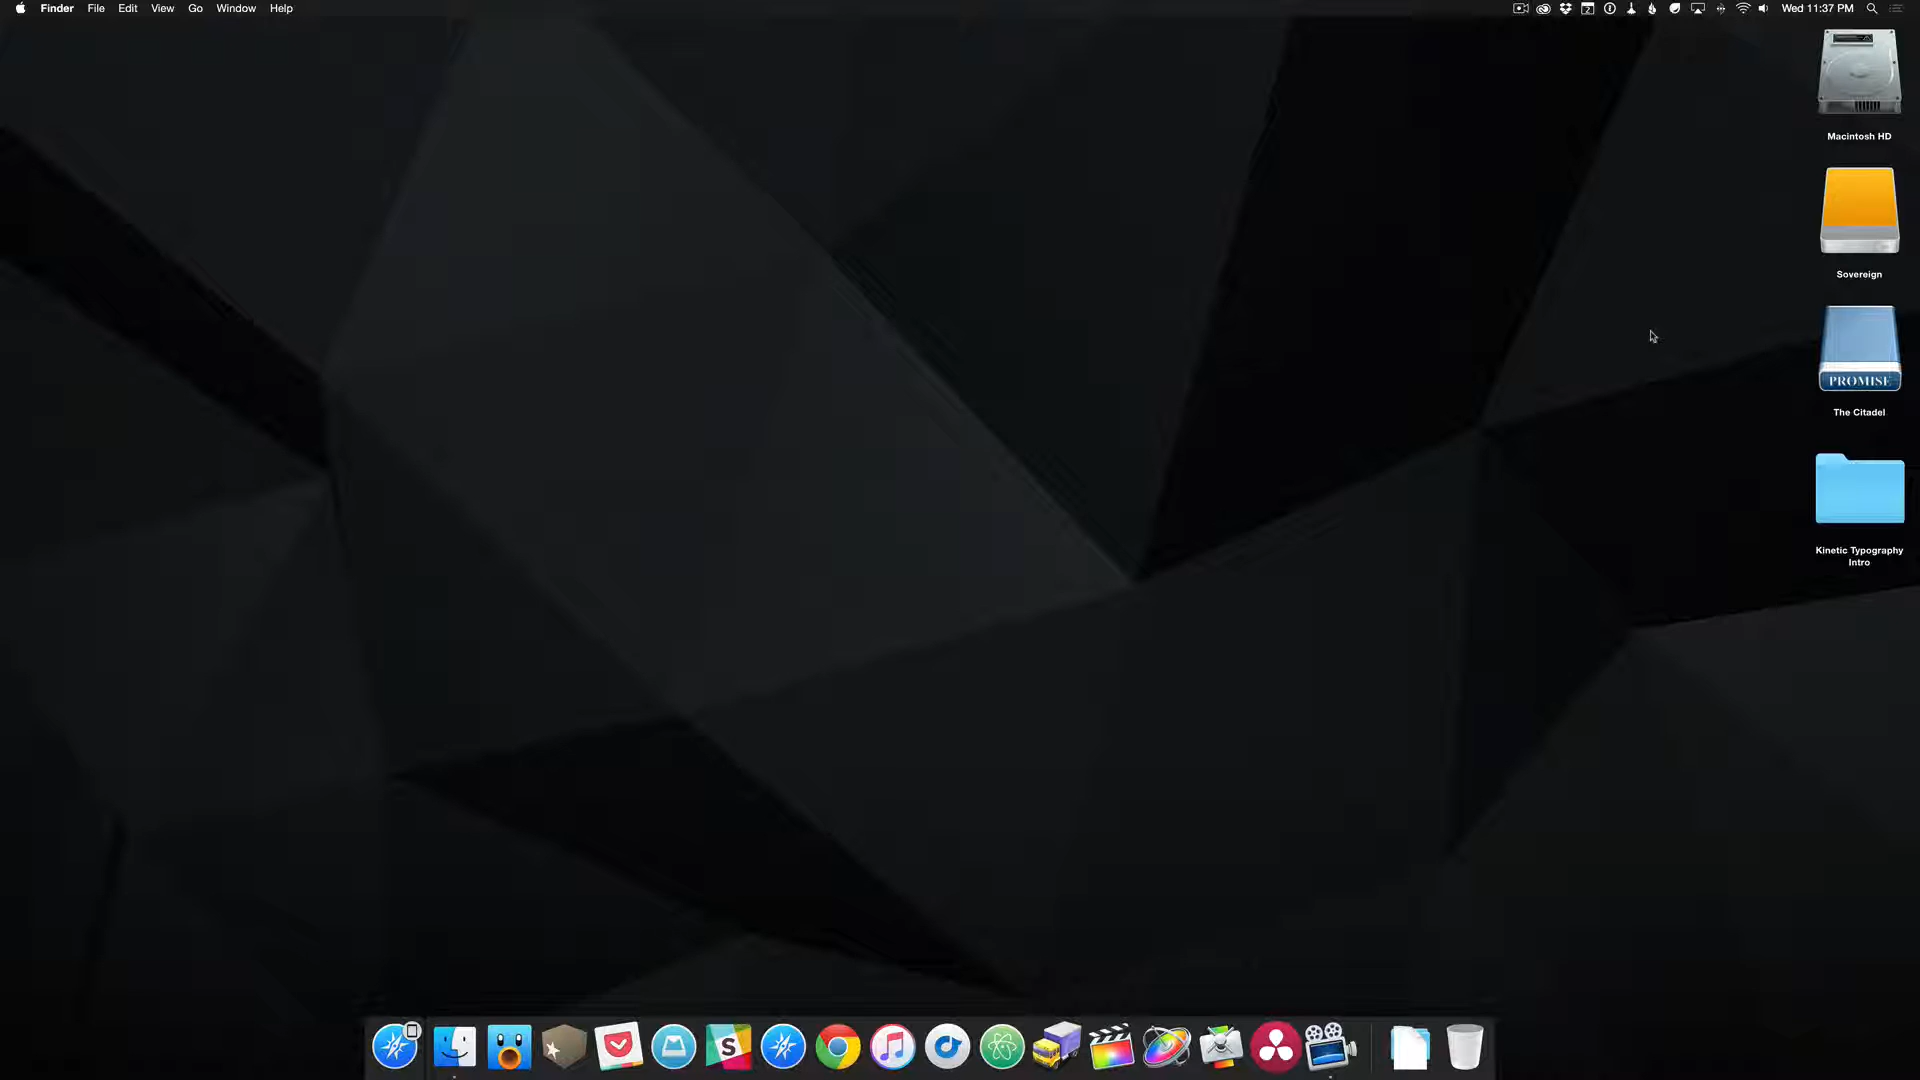 Finder File Edit View Go Window Help 2 Wed 11:37 PM
Macintosh HD
Sovereign
PROMISE
The Citadel
Kinetic Typography
Intro
S